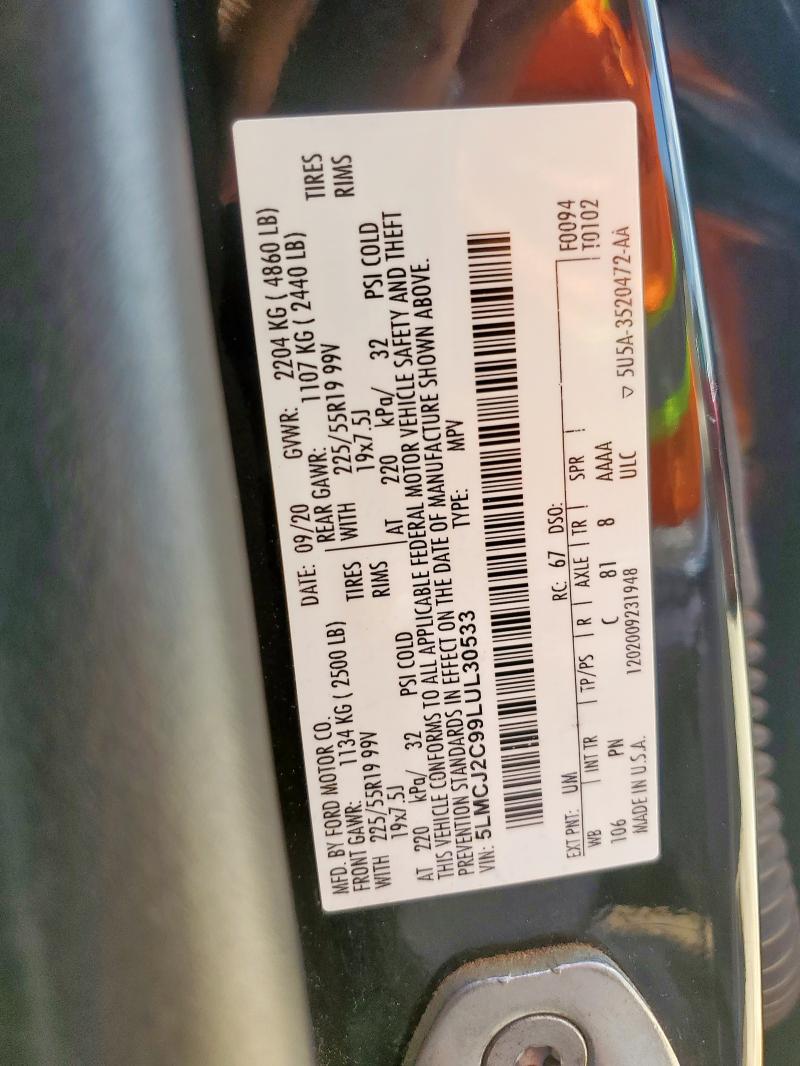 MFD. BY FORD MOTOR CO. DATE: 09/20 GVWR: 2204 KG ( 4860 LB)
FRONT GAWR: 1134 KG ( 2500 LB) REAR GAWR: 1107 KG ( 2440 LB)
WITH 225/55R19 99V TIRES WITH 225/55R19 99V TIRES
19x7.5J RIMS 19x7.5J RIMS
AT 220 kPa/ 32 PSI COLD AT 220 kPa/ 32 PSI COLD
THIS VEHICLE CONFORMS TO ALL APPLICABLE FEDERAL MOTOR VEHICLE SAFETY AND THEFT
PREVENTION STANDARDS IN EFFECT ON THE DATE OF MANUFACTURE SHOWN ABOVE.
VIN: 5LMCJ2C99LUL30533 TYPE: MPV
EXT PNT: UM RC: 67 DSO: F0094
WB INT TR TP/PS R AXLE TR SPR T0102
106 PN C 81 8 AAAA
ULC
MADE IN U.S.A. 1202009231948 ▽ 5U5A-3520472-AA